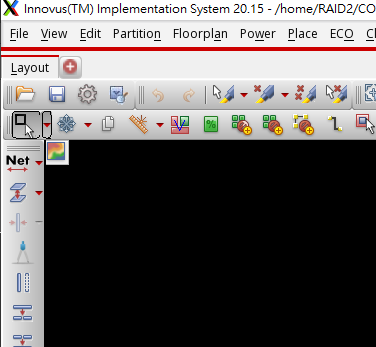 Innovus(TM) Implementation System 20.15 - /home/RAID2/CO
File View Edit Partition Floorplan Power Place ECO Cl
Layout
%
Net